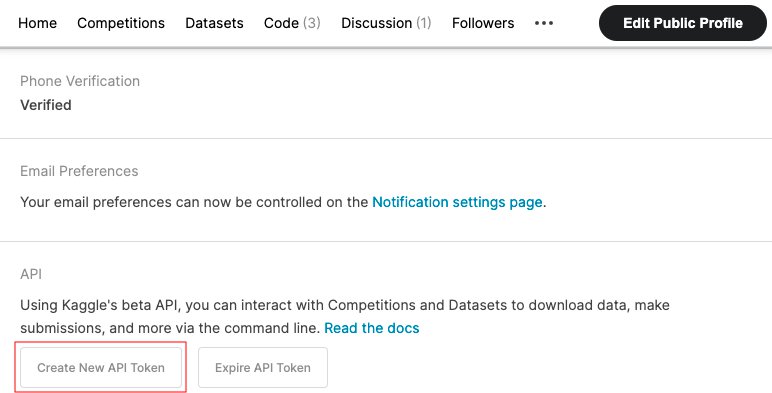 Home Competitions Datasets Code (3) Discussion (1) Followers ••• Edit Public Profile
Phone Verification
Verified
Email Preferences
Your email preferences can now be controlled on the Notification settings page.
API
Using Kaggle's beta API, you can interact with Competitions and Datasets to download data, make
submissions, and more via the command line. Read the docs
Create New API Token Expire API Token